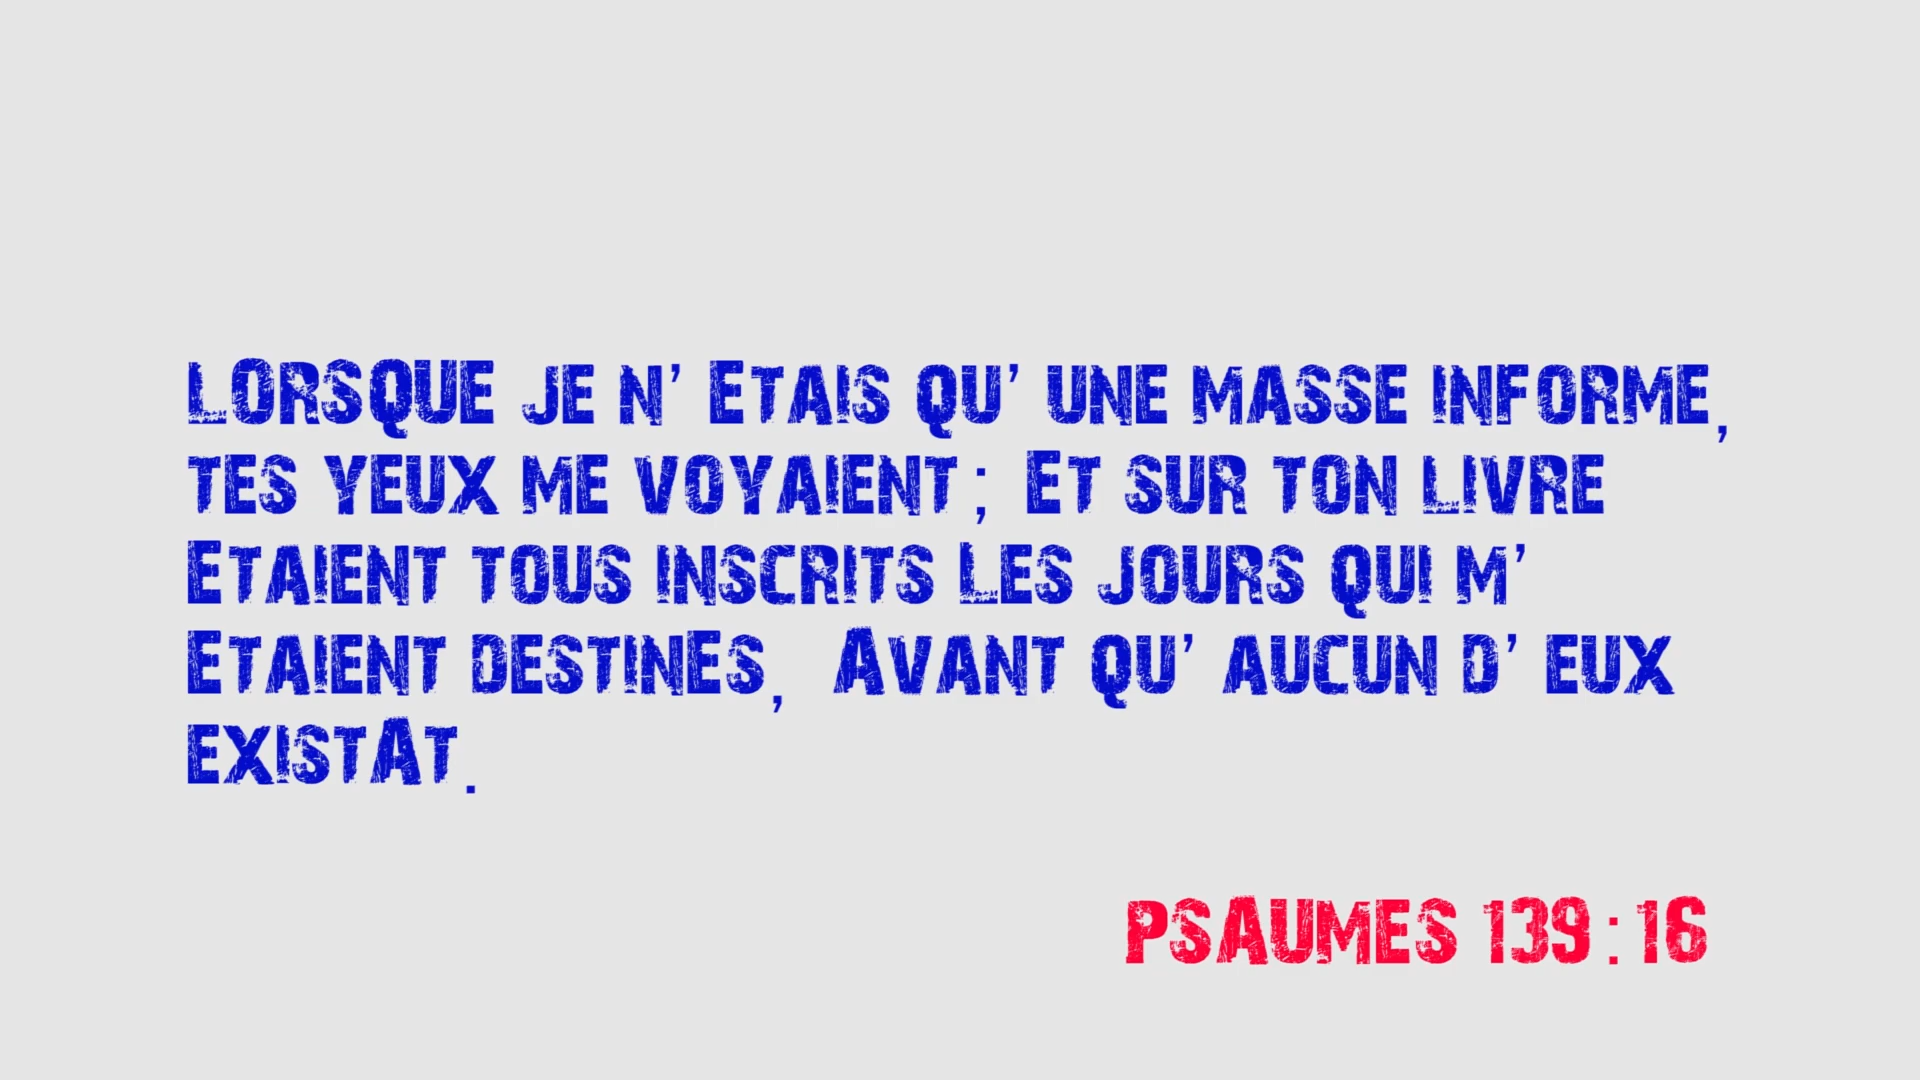 LORSQUE JE N' ETAIS QU' UNE MASSE INFORME,
TES YEUX ME VOYAIENT; ET SUR TON LIVRE
ETAIENT TOUS INSCRITS LES JOURS QUI M'
ETAIENT DESTINES, AVANT QU' AUCUN D' EUX
EXISTAT.
PSAUMES 139:16